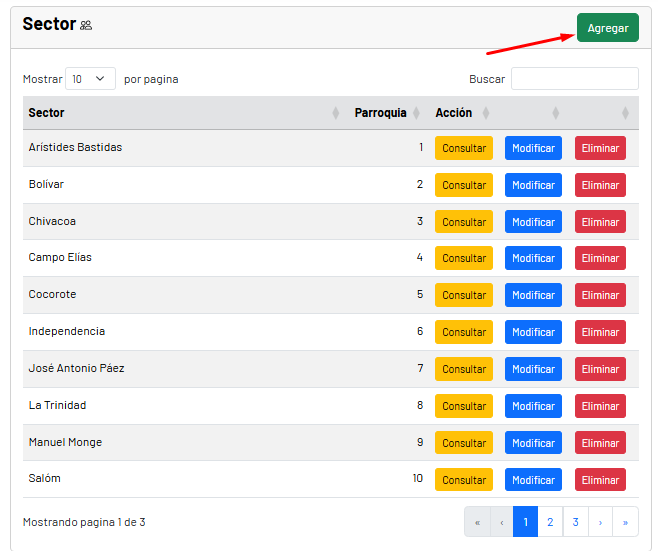 Sector
Agregar
Mostrar 10 por pagina Buscar
Sector Parroquia Acción
Arístides Bastidas 1 Consultar Modificar Eliminar
Bolívar 2 Consultar Modificar Eliminar
Chivacoa 3 Consultar Modificar Eliminar
Campo Elías 4 Consultar Modificar Eliminar
Cocorote 5 Consultar Modificar Eliminar
Independencia 6 Consultar Modificar Eliminar
José Antonio Páez 7 Consultar Modificar Eliminar
La Trinidad 8 Consultar Modificar Eliminar
Manuel Monge 9 Consultar Modificar Eliminar
Salóm 10 Consultar Modificar Eliminar
Mostrando pagina 1 de 3 « ‹ 1 2 3 › »